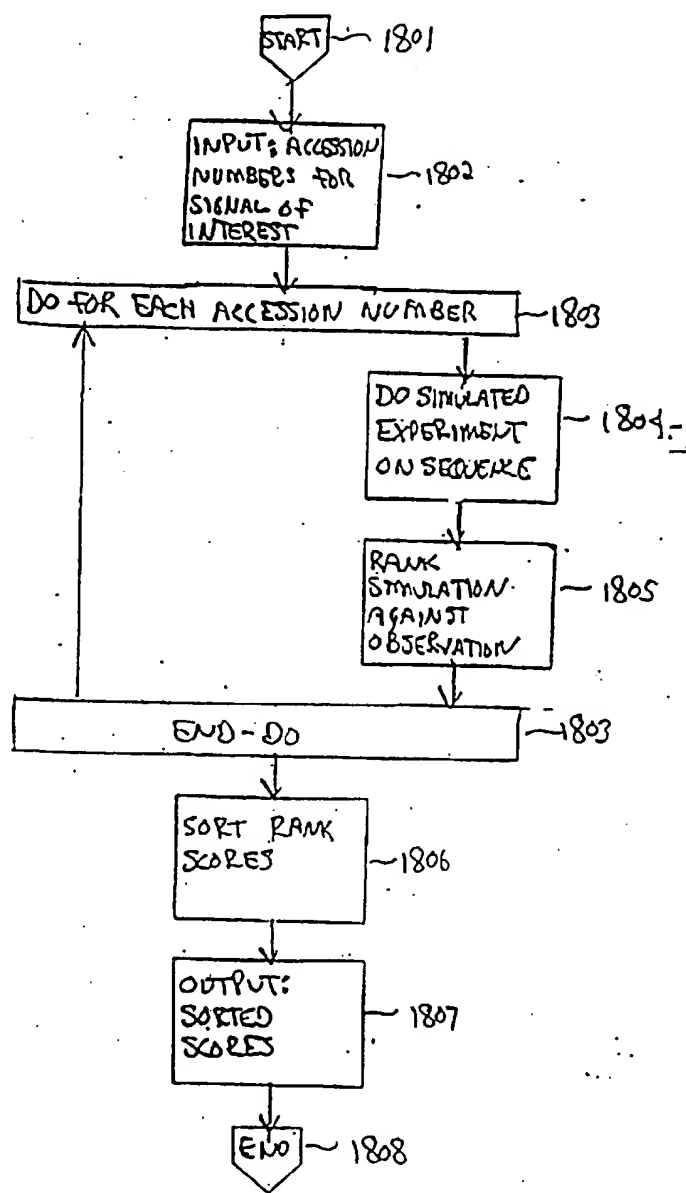 START 1801
INPUT: ACCESSION
NUMBERS FOR
SIGNAL OF
INTEREST
1802
DO FOR EACH ACCESSION NUMBER 1803
DO SIMULATED
EXPERIMENT
ON SEQUENCE
1804
RANK
SIMULATION
AGAINST
OBSERVATION
1805
END-DO 1803
SORT RANK
SCORES
1806
OUTPUT:
SORTED
SCORES
1807
END 1808